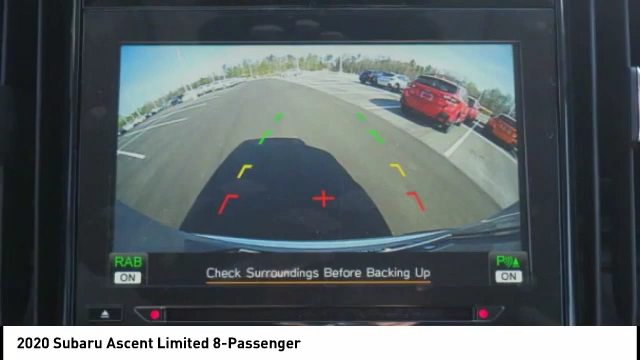 RAB
ON
Check Surroundings Before Backing Up
P
ON
2020 Subaru Ascent Limited 8-Passenger